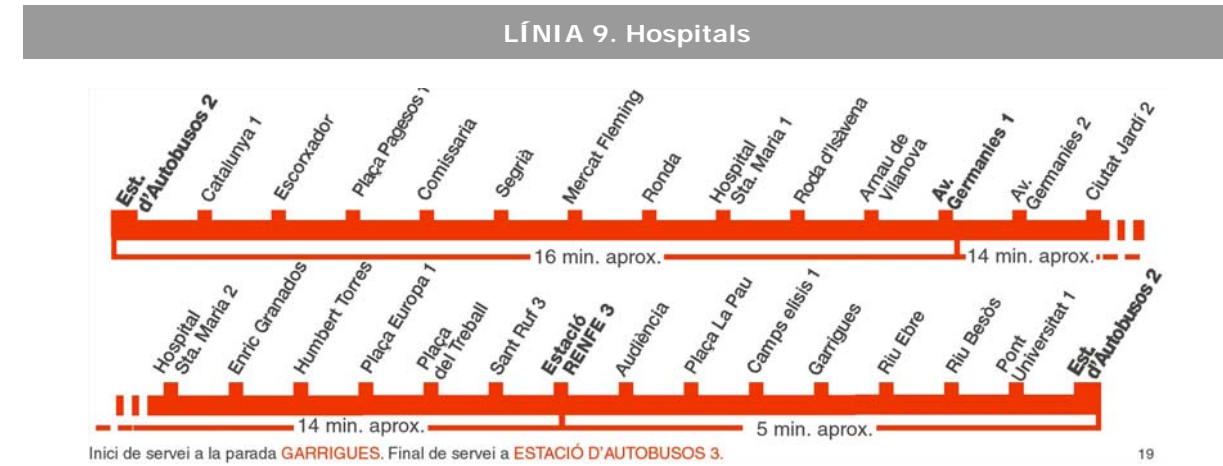 LÍNIA 9. Hospitals
Est.
d'Autobusos 2
Catalunya 1
Escorxador
Plaça Pagesos 1
Comissaria
Segrià
Mercat Fleming
Ronda
Hospital
Sta. Maria 1
Roda d'Isàvena
Arnau de
Vilanova
Av.
Germanies 1
Av.
Germanies 2
Ciutat Jardí 2
16 min. aprox.
14 min. aprox.
Hospital
Sta. Maria 2
Enric Granados
Humbert Torres
Plaça Europa 1
Plaça
del Treball
Sant Ruf 3
Estació
RENFE 3
Audiència
Plaça La Pau
Camps elisis 1
Garrigues
Riu Ebre
Riu Besòs
Pont
Universitat 1
Est.
d'Autobusos 2
14 min. aprox.
5 min. aprox.
Inici de servei a la parada GARRIGUES. Final de servei a ESTACIÓ D'AUTOBUSOS 3.
19